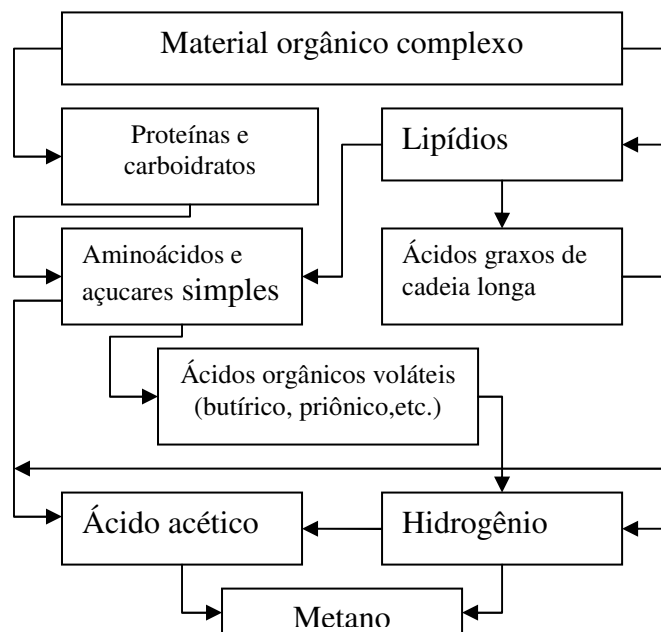 Material orgânico complexo
Proteínas e
carboidratos
Lipídios
Aminoácidos e
açucares simples
Ácidos graxos de
cadeia longa
Ácidos orgânicos voláteis
(butírico, priônico,etc.)
Ácido acético
Hidrogênio
Metano